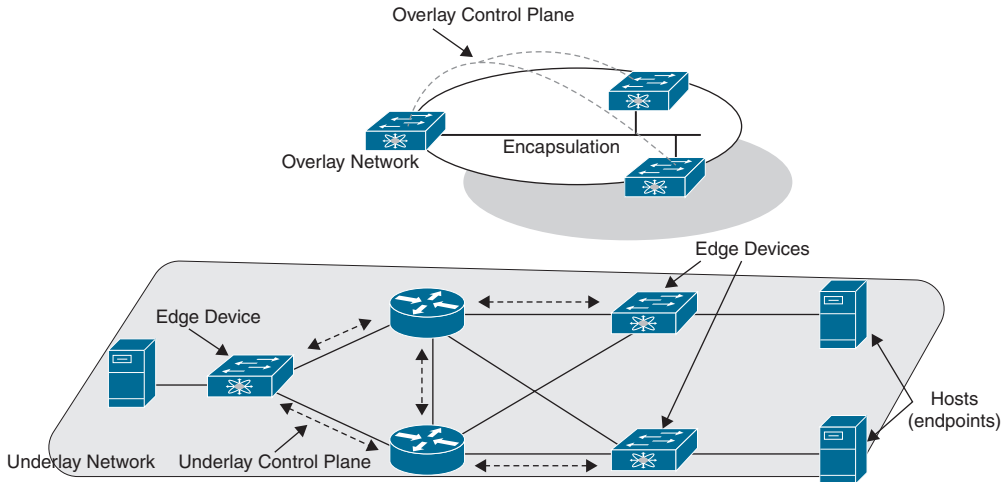 Overlay Control Plane
Encapsulation
Overlay Network
Edge Devices
Edge Device
Hosts
(endpoints)
Underlay Network
Underlay Control Plane